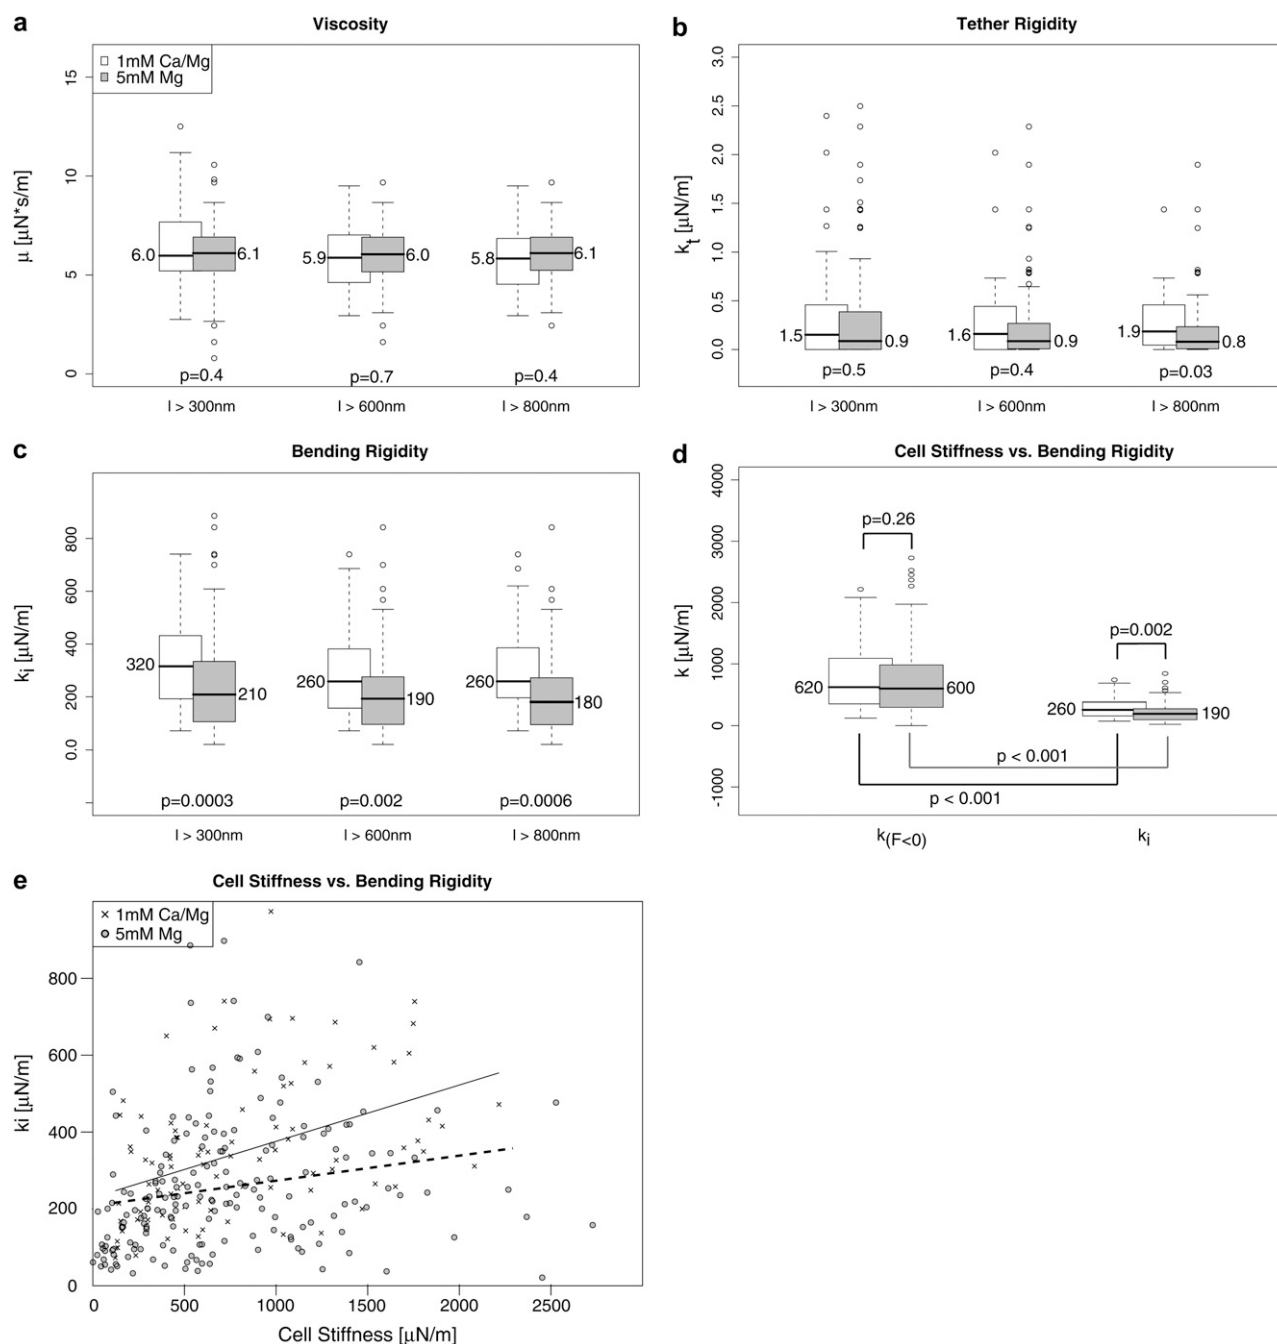 a
Viscosity
1mM Ca/Mg
5mM Mg
μ [μN*s/m]
15
10
5
0
6.0
6.1
5.9
6.0
5.8
6.1
p=0.4
p=0.7
p=0.4
l > 300nm
l > 600nm
l > 800nm
b
Tether Rigidity
kt [μN/m]
3.0
2.5
2.0
1.5
1.0
0.5
0.0
1.5
0.9
1.6
0.9
1.9
0.8
p=0.5
p=0.4
p=0.03
l > 300nm
l > 600nm
l > 800nm
c
Bending Rigidity
ki [μN/m]
800
600
400
200
0.0
320
210
260
190
260
180
p=0.0003
p=0.002
p=0.0006
l > 300nm
l > 600nm
l > 800nm
d
Cell Stiffness vs. Bending Rigidity
k [μN/m]
4000
3000
2000
1000
0
-1000
p=0.26
p=0.002
620
600
260
190
p < 0.001
p < 0.001
k(F<0)
ki
e
Cell Stiffness vs. Bending Rigidity
1mM Ca/Mg
5mM Mg
ki [μN/m]
800
600
400
200
0
0
500
1000
1500
2000
2500
Cell Stiffness [μN/m]